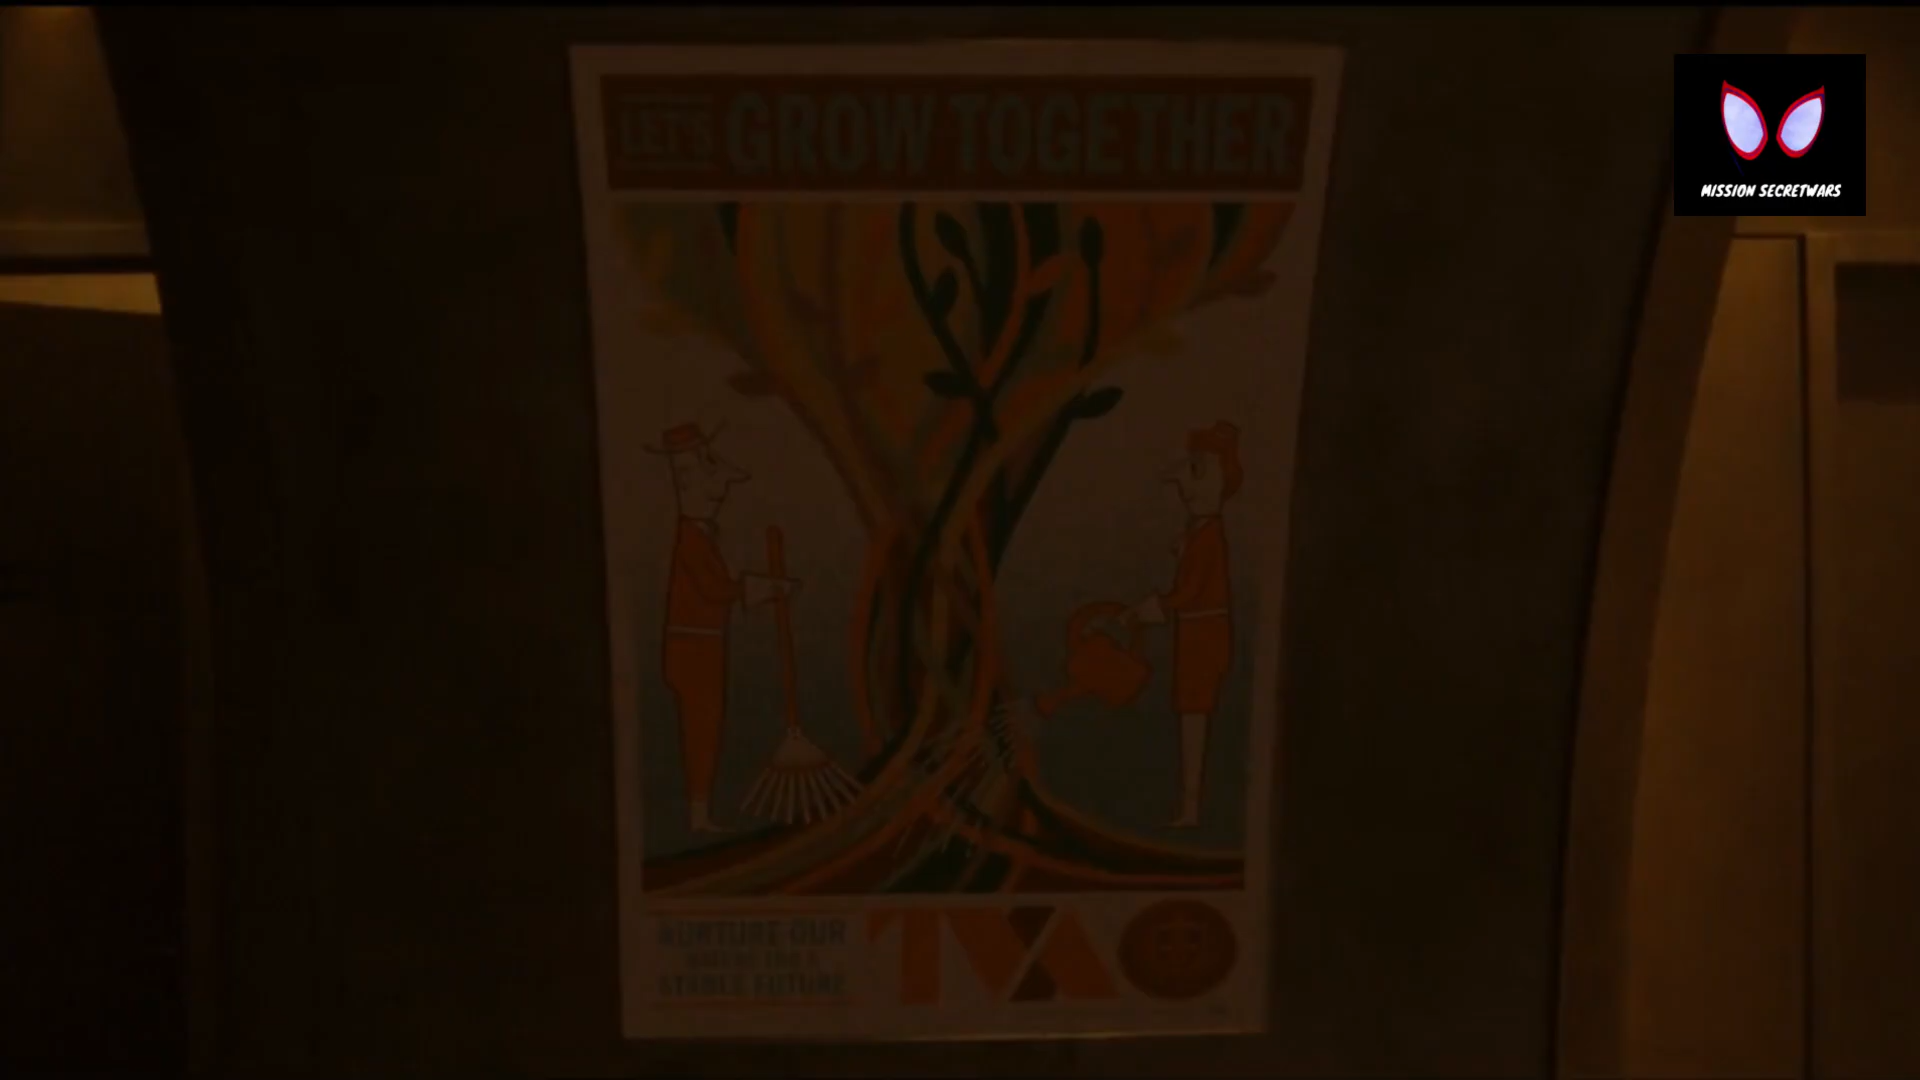 LET'S GROW TOGETHER
MISSION SECRETWARS
NURTURE OUR
STABLE FUTURE
TVA